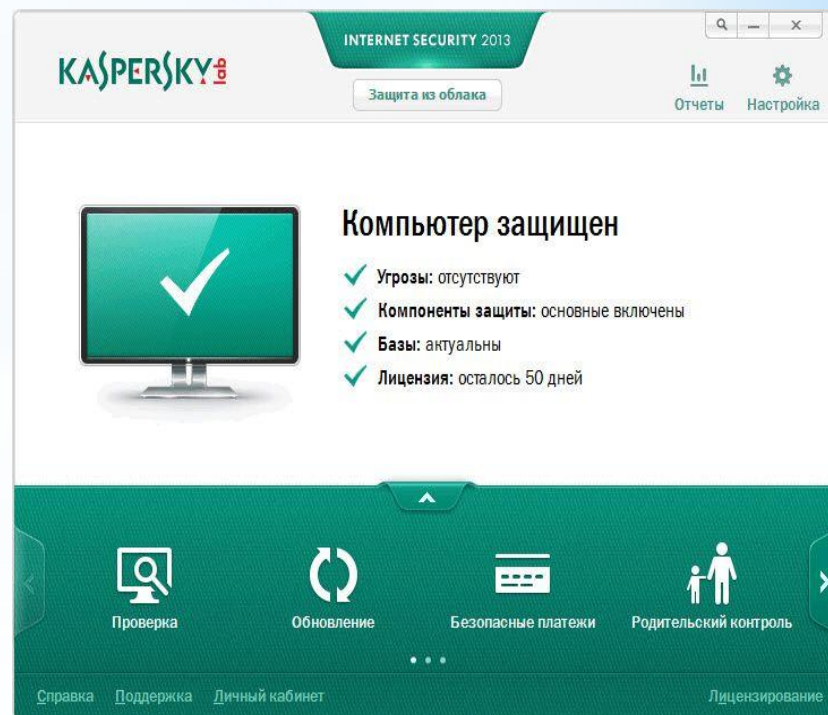 KASPERSKY lab
INTERNET SECURITY 2013
Защита из облака
Отчеты
Настройка
Компьютер защищен
Угрозы: отсутствуют
Компоненты защиты: основные включены
Базы: актуальны
Лицензия: осталось 50 дней
Проверка
Обновление
Безопасные платежи
Родительский контроль
Справка
Поддержка
Личный кабинет
Лицензирование